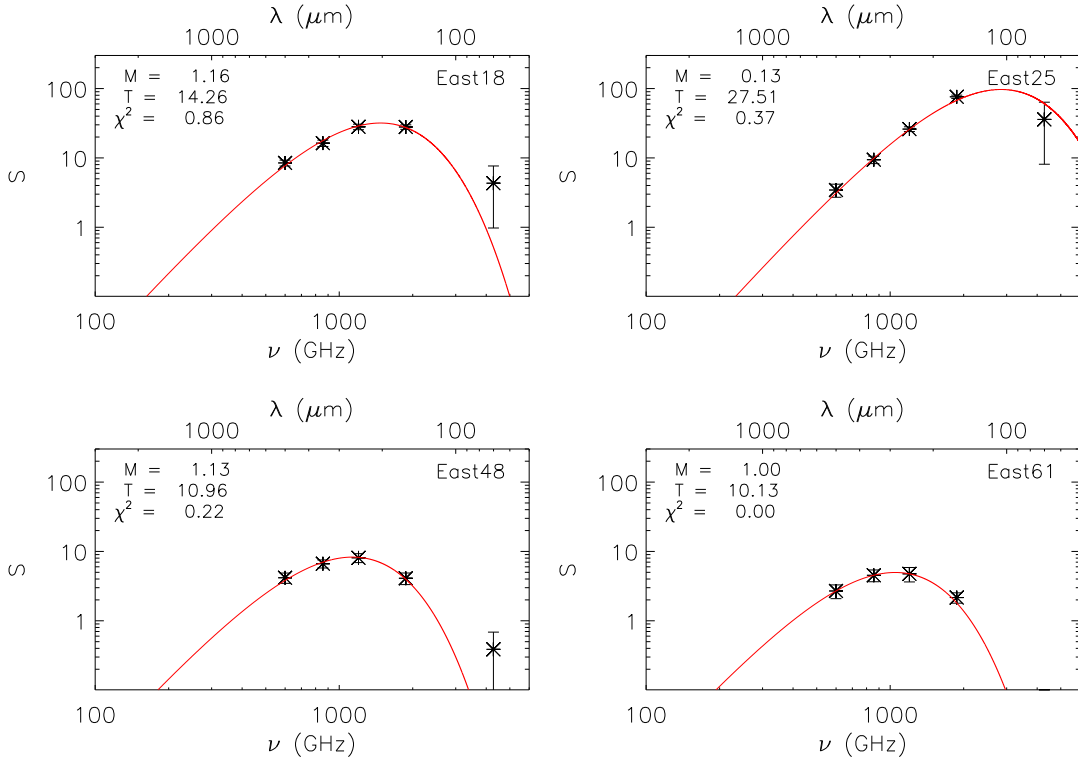 λ (μm)
1000 100
M = 1.16
T = 14.26
χ² = 0.86
East18
100
10
1
S
100 1000
ν (GHz)
λ (μm)
1000 100
M = 0.13
T = 27.51
χ² = 0.37
East25
100
10
1
S
100 1000
ν (GHz)
λ (μm)
1000 100
M = 1.13
T = 10.96
χ² = 0.22
East48
100
10
1
S
100 1000
ν (GHz)
λ (μm)
1000 100
M = 1.00
T = 10.13
χ² = 0.00
East61
100
10
1
S
100 1000
ν (GHz)